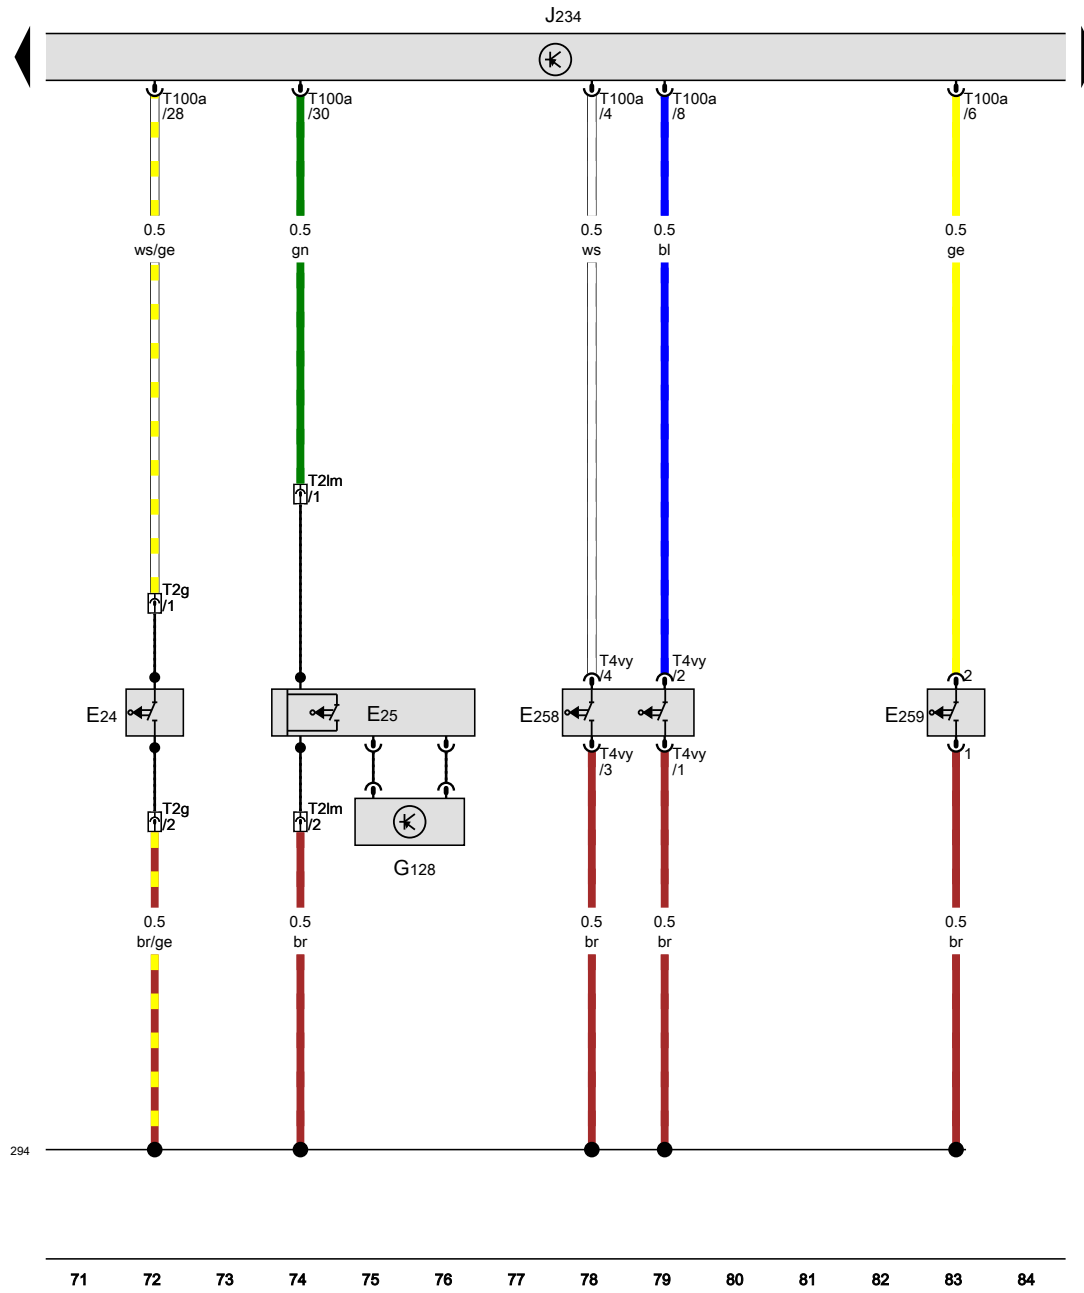 J234
T100a
/28
T100a
/30
T100a
/4
T100a
/8
T100a
/6
0.5
ws/ge
0.5
gn
0.5
ws
0.5
bl
0.5
ge
T2lm
/1
T2g
/1
T4vy
/4
T4vy
/2
2
E24
E25
E258
E259
T4vy
/3
T4vy
/1
1
T2g
/2
T2lm
/2
G128
0.5
br/ge
0.5
br
0.5
br
0.5
br
0.5
br
294
71 72 73 74 75 76 77 78 79 80 81 82 83 84